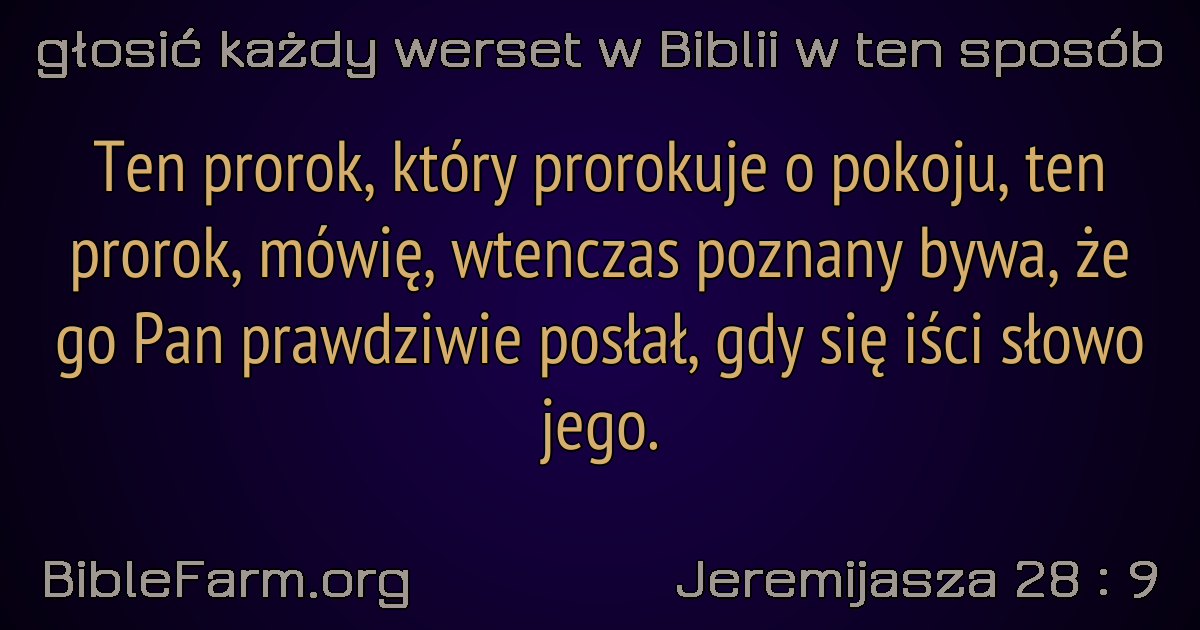 głosić każdy werset w Biblii w ten sposób
Ten prorok, który prorokuje o pokoju, ten
prorok, mówię, wtenczas poznany bywa, że
go Pan prawdziwie posłał, gdy się iści słowo
jego.
BibleFarm.org
Jeremijasza 28 : 9